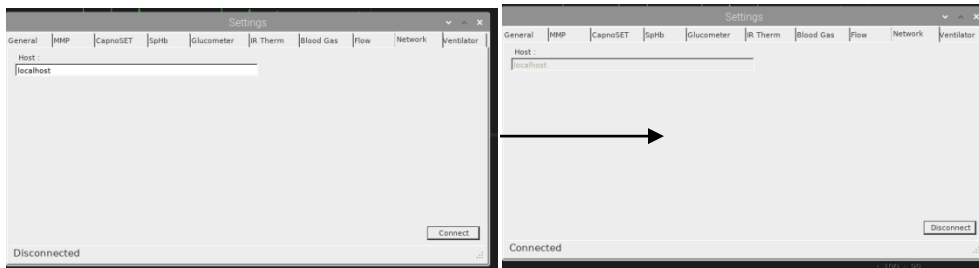 Settings
General MMP CapnoSET SpHb Glucometer IR Therm Blood Gas Flow Network Ventilator
Host :
localhost
Connect
Disconnected
Settings
General MMP CapnoSET SpHb Glucometer IR Therm Blood Gas Flow Network Ventilator
Host :
localhost
Disconnect
Connected